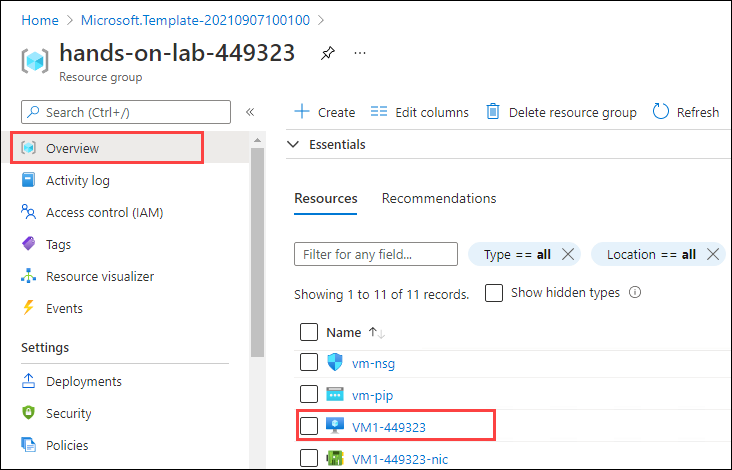 Home > Microsoft.Template-20210907100100 >
hands-on-lab-449323 ...
Resource group
Search (Ctrl+/) «
Create Edit columns Delete resource group Refresh
Essentials
Overview
Activity log
Access control (IAM)
Tags
Resource visualizer
Events
Settings
Deployments
Security
Policies
Resources Recommendations
Filter for any field... Type == all Location == all
Showing 1 to 11 of 11 records. Show hidden types
Name ↑↓
vm-nsg
vm-pip
VM1-449323
VM1-449323-nic